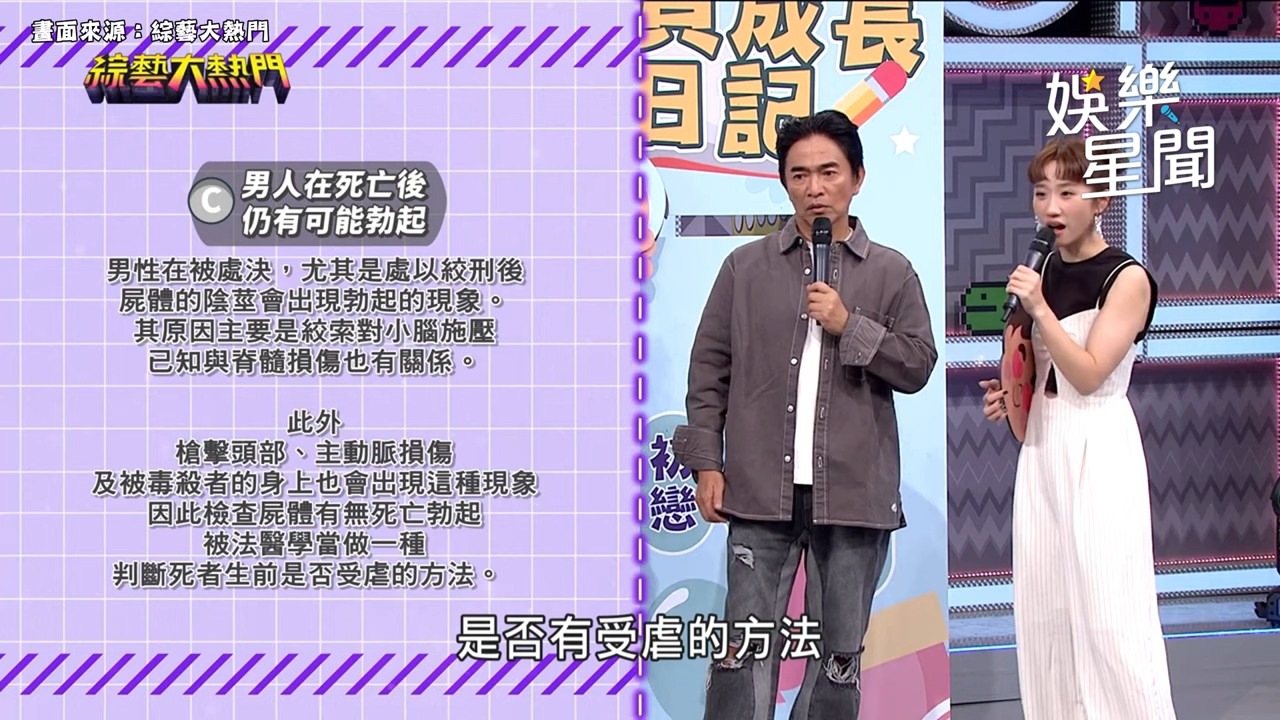 畫面來源：綜藝大熱門
綜藝大熱門
C 男人在死亡後
仍有可能勃起
男性在被處決，尤其是處以絞刑後
屍體的陰莖會出現勃起的現象。
其原因主要是絞索對小腦施壓
已知與脊髓損傷也有關係。
此外
槍擊頭部、主動脈損傷
及被毒殺者的身上也會出現這種現象
因此檢查屍體有無死亡勃起
被法醫學當做一種
判斷死者生前是否受虐的方法。
成長
日記
初
戀
娛樂
星聞
是否有受虐的方法